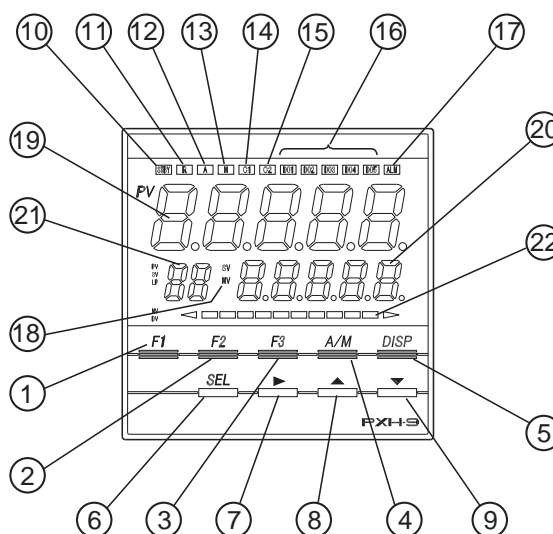 10 11 12 13 14 15 16 17
STBY R A M C1 C2 DO1 DO2 DO3 DO4 DO5 ALM
19 20
PV
21 22
PV SV
SV MV
LP
18
MV
DV
F1 F2 F3 A/M DISP
1
SEL ▶ ▲ ▼
PXH-9
2 5
6 3 7 8 4 9